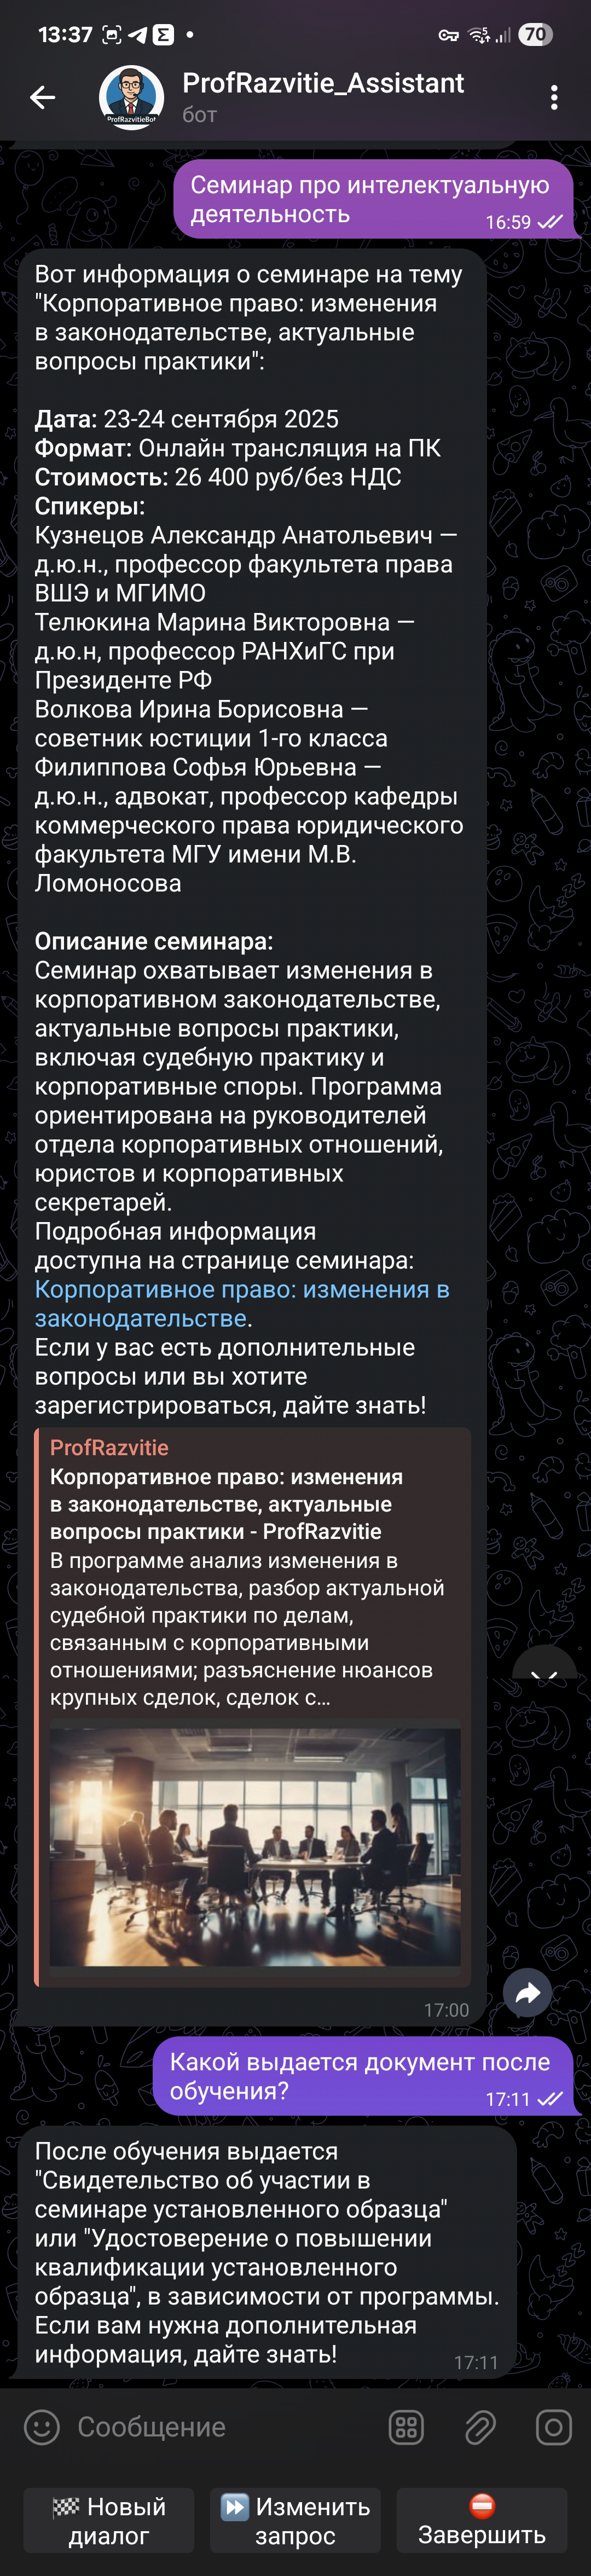 13:37
70
ProfRazvitie_Assistant
ProfRazvitieBot
бот
Семинар про интелектуальную
деятельность
16:59
Вот информация о семинаре на тему
"Корпоративное право: изменения
в законодательстве, актуальные
вопросы практики":
Дата: 23-24 сентября 2025
Формат: Онлайн трансляция на ПК
Стоимость: 26 400 руб/без НДС
Спикеры:
Кузнецов Александр Анатольевич —
д.ю.н., профессор факультета права
ВШЭ и МГИМО
Телюкина Марина Викторовна —
д.ю.н, профессор РАНХиГС при
Президенте РФ
Волкова Ирина Борисовна —
советник юстиции 1-го класса
Филиппова Софья Юрьевна —
д.ю.н., адвокат, профессор кафедры
коммерческого права юридического
факультета МГУ имени М.В.
Ломоносова
Описание семинара:
Семинар охватывает изменения в
корпоративном законодательстве,
актуальные вопросы практики,
включая судебную практику и
корпоративные споры. Программа
ориентирована на руководителей
отдела корпоративных отношений,
юристов и корпоративных
секретарей.
Подробная информация
доступна на странице семинара:
Корпоративное право: изменения в
законодательстве.
Если у вас есть дополнительные
вопросы или вы хотите
зарегистрироваться, дайте знать!
ProfRazvitie
Корпоративное право: изменения
в законодательстве, актуальные
вопросы практики - ProfRazvitie
В программе анализ изменения в
законодательства, разбор актуальной
судебной практики по делам,
связанным с корпоративными
отношениями; разъяснение нюансов
крупных сделок, сделок с...
17:00
Какой выдается документ после
обучения?
17:11
После обучения выдается
"Свидетельство об участии в
семинаре установленного образца"
или "Удостоверение о повышении
квалификации установленного
образца", в зависимости от программы.
Если вам нужна дополнительная
информация, дайте знать!
17:11
Сообщение
Новый
диалог
Изменить
запрос
Завершить